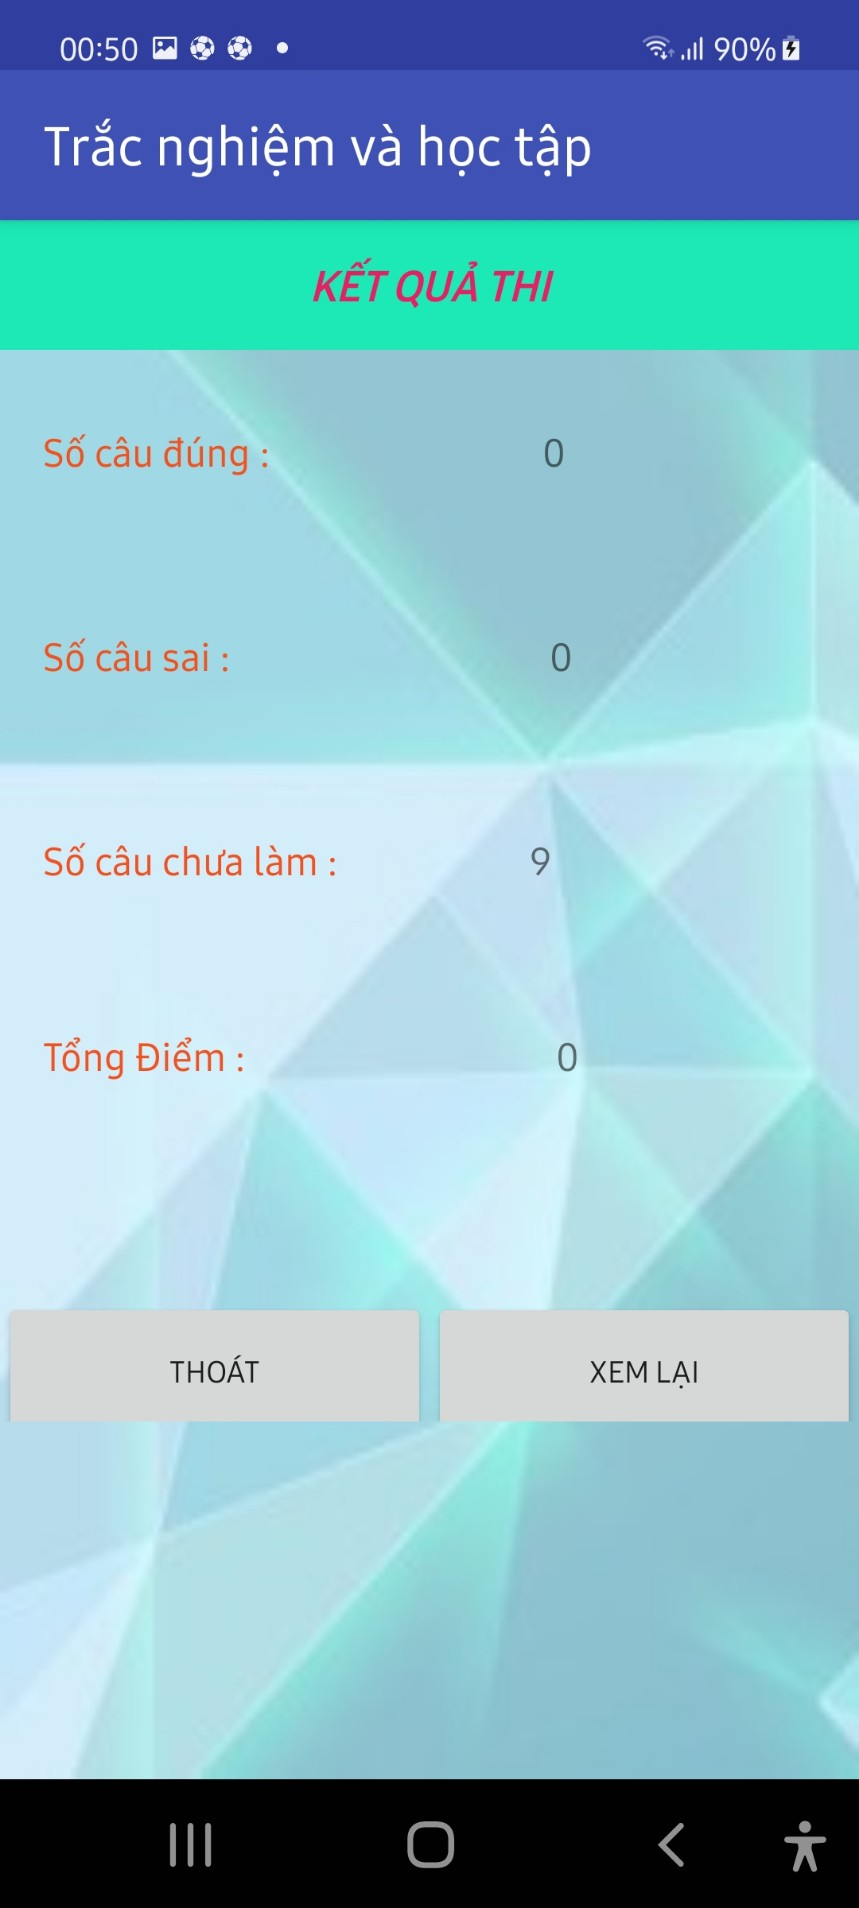 00:50 90%
Trắc nghiệm và học tập
KẾT QUẢ THI
Số câu đúng : 0
Số câu sai : 0
Số câu chưa làm : 9
Tổng Điểm : 0
THOÁT XEM LẠI